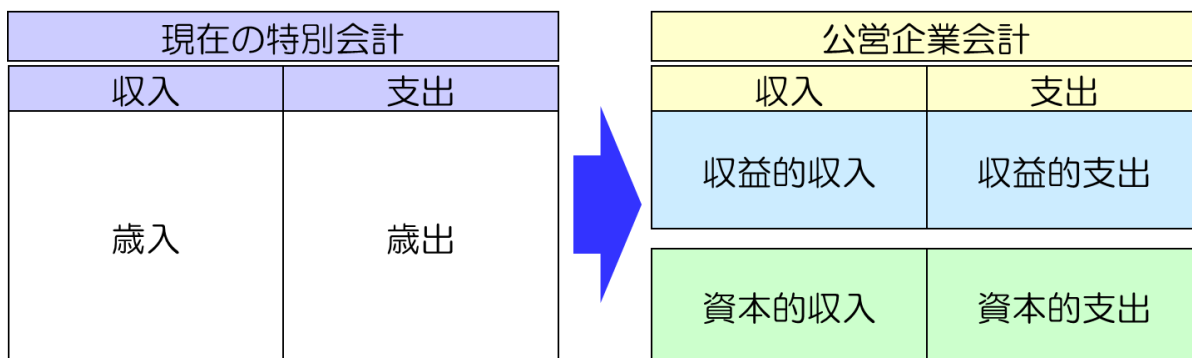 現在の特別会計
収入 支出
歳入 歳出
公営企業会計
収入 支出
収益的収入 収益的支出
資本的収入 資本的支出